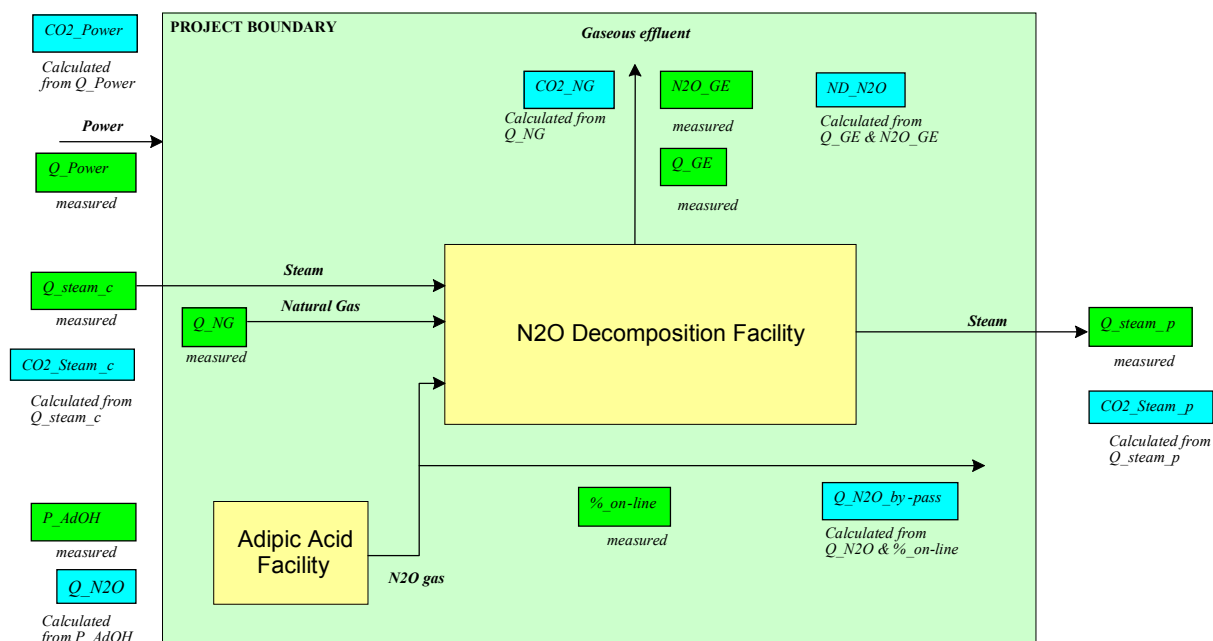 CO2_Power
Calculated
from Q_Power
Power
Q_Power
measured
PROJECT BOUNDARY
Gaseous effluent
CO2_NG
Calculated from
Q_NG
N2O_GE
measured
Q_GE
measured
ND_N2O
Calculated from
Q_GE & N2O_GE
Q_steam_c
measured
CO2_Steam_c
Calculated from
Q_steam_c
Steam
Natural Gas
Q_NG
measured
N2O Decomposition Facility
Steam
Q_steam_p
measured
CO2_Steam_p
Calculated from
Q_steam_p
P_AdOH
measured
Q_N2O
Calculated
from P_AdOH
Adipic Acid
Facility
N2O gas
%_on-line
measured
Q_N2O_by-pass
Calculated from
Q_N2O & %_on-line